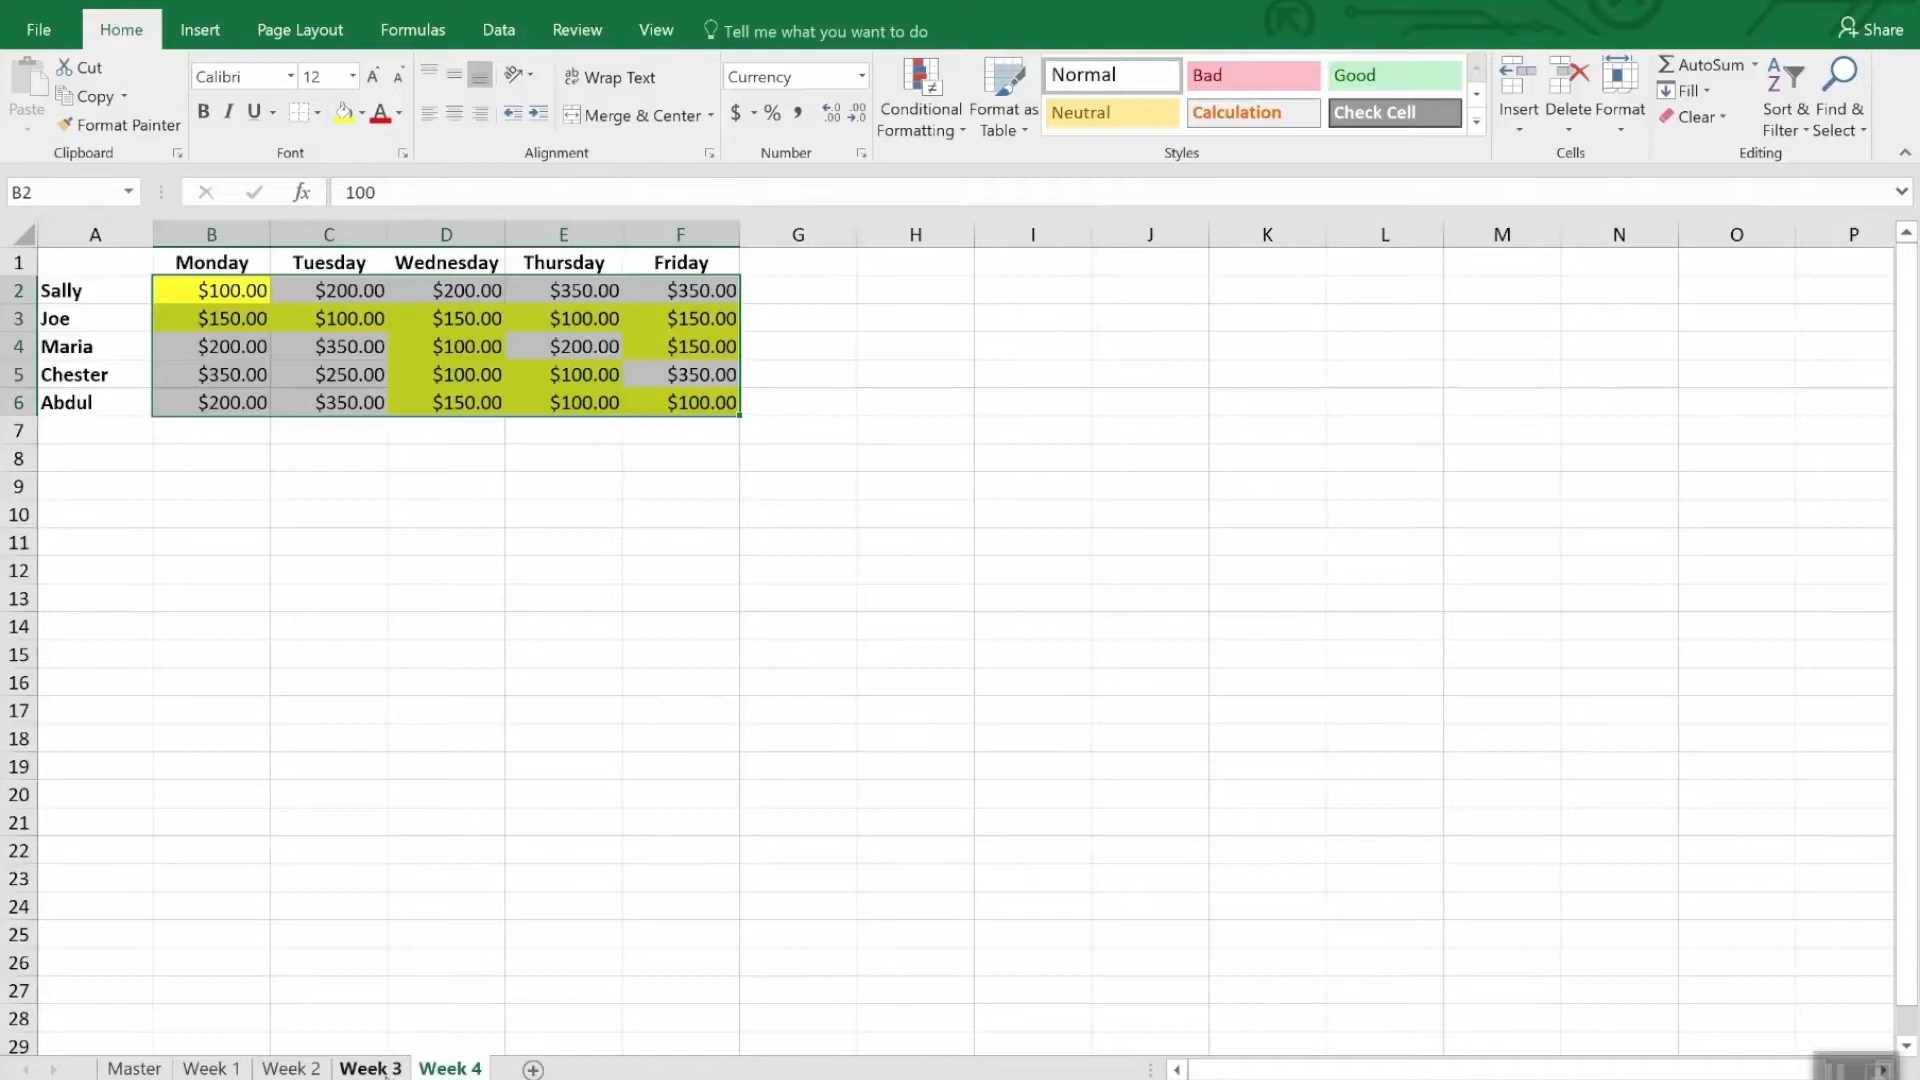 File Home Insert Page Layout Formulas Data Review View Tell me what you want to do Share
Paste Cut Copy Format Painter Clipboard
Calibri 12 A A B I U A Font
Wrap Text Merge & Center Alignment
Currency $ % , .0 .00 .00 .0 Number
Conditional Formatting Format as Table
Normal Bad Good
Neutral Calculation Check Cell
Styles
Insert Delete Format Cells
AutoSum Fill Clear Sort & Filter Find & Select Editing
B2 fx 100
A B C D E F G H I J K L M N O P
1 Monday Tuesday Wednesday Thursday Friday
2 Sally $100.00 $200.00 $200.00 $350.00 $350.00
3 Joe $150.00 $100.00 $150.00 $100.00 $150.00
4 Maria $200.00 $350.00 $100.00 $200.00 $150.00
5 Chester $350.00 $250.00 $100.00 $100.00 $350.00
6 Abdul $200.00 $350.00 $150.00 $100.00 $100.00
7
8
9
10
11
12
13
14
15
16
17
18
19
20
21
22
23
24
25
26
27
28
29
Master Week 1 Week 2 Week 3 Week 4